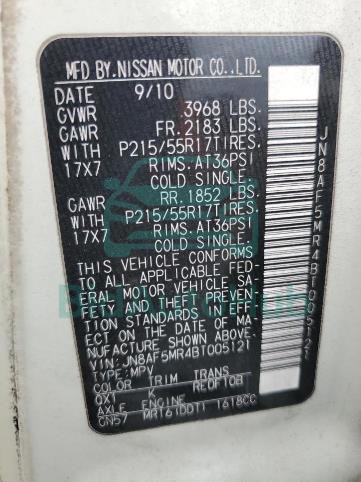 MFD BY.NISSAN MOTOR CO.,LTD.
DATE 9/10
GVWR 3968 LBS.
GAWR FR.2183 LBS.
WITH P215/55R17TIRES.
17X7 RIMS.AT36PSI
COLD SINGLE.
GAWR RR.1852 LBS.
WITH P215/55R17TIRES.
17X7 RIMS.AT36PSI
COLD SINGLE.
THIS VEHICLE CONFORMS
TO ALL APPLICABLE FED-
ERAL MOTOR VEHICLE SA-
FETY AND THEFT PREVEN-
TION STANDARDS IN EFF-
ECT ON THE DATE OF MA-
NUFACTURE SHOWN ABOVE.
VIN:JN8AF5MR4BT005121
TYPE:MPV
COLOR TRIM TRANS
QX1 K RE0F10B
AXLE ENGINE
GN57 MR16(DDT) 1618CC
JN8AF5MR4BT005121